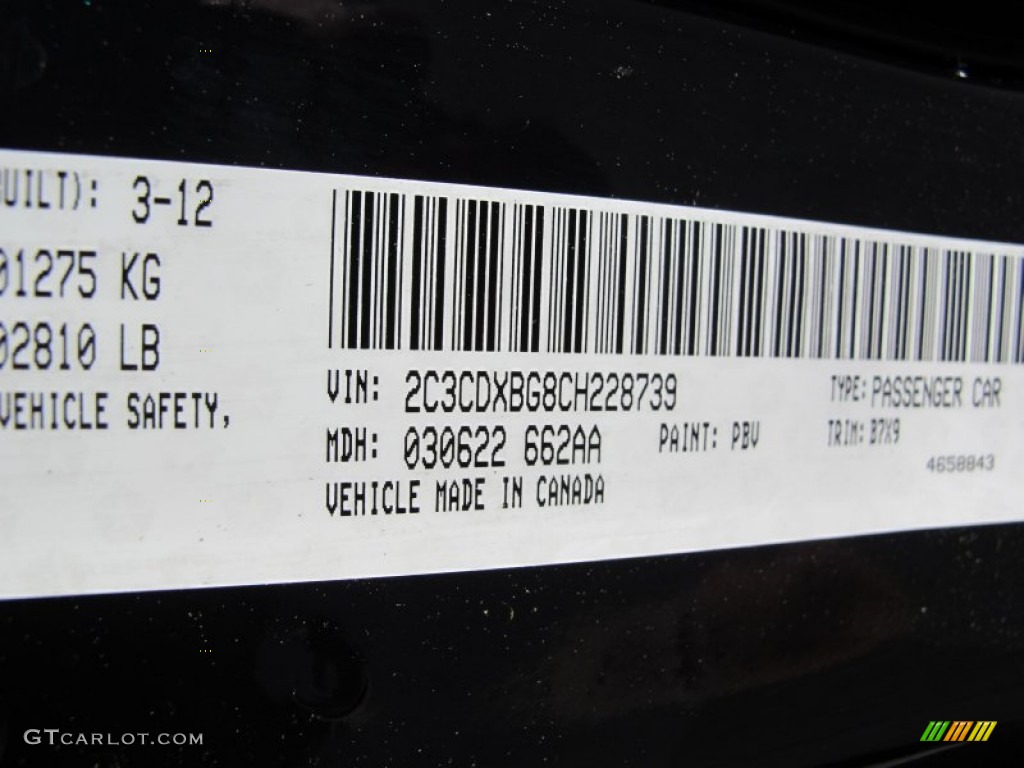 BUILT): 3-12
01275 KG
02810 LB
VEHICLE SAFETY,
VIN: 2C3CDXBG8CH228739
TYPE: PASSENGER CAR
MDH: 030622 662AA
PAINT: PBV
TRIM: B7X9
4658843
VEHICLE MADE IN CANADA
GTCARLOT.COM